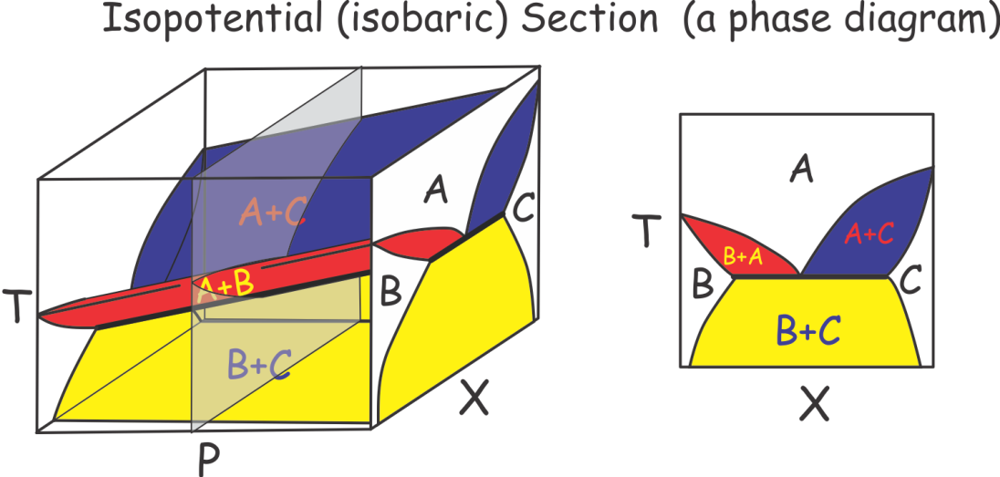 Isopotential (isobaric) Section (a phase diagram)
A
A+C
C
A+B
B
T
B+C
X
P
A
T
A+C
B+A
B
C
B+C
X